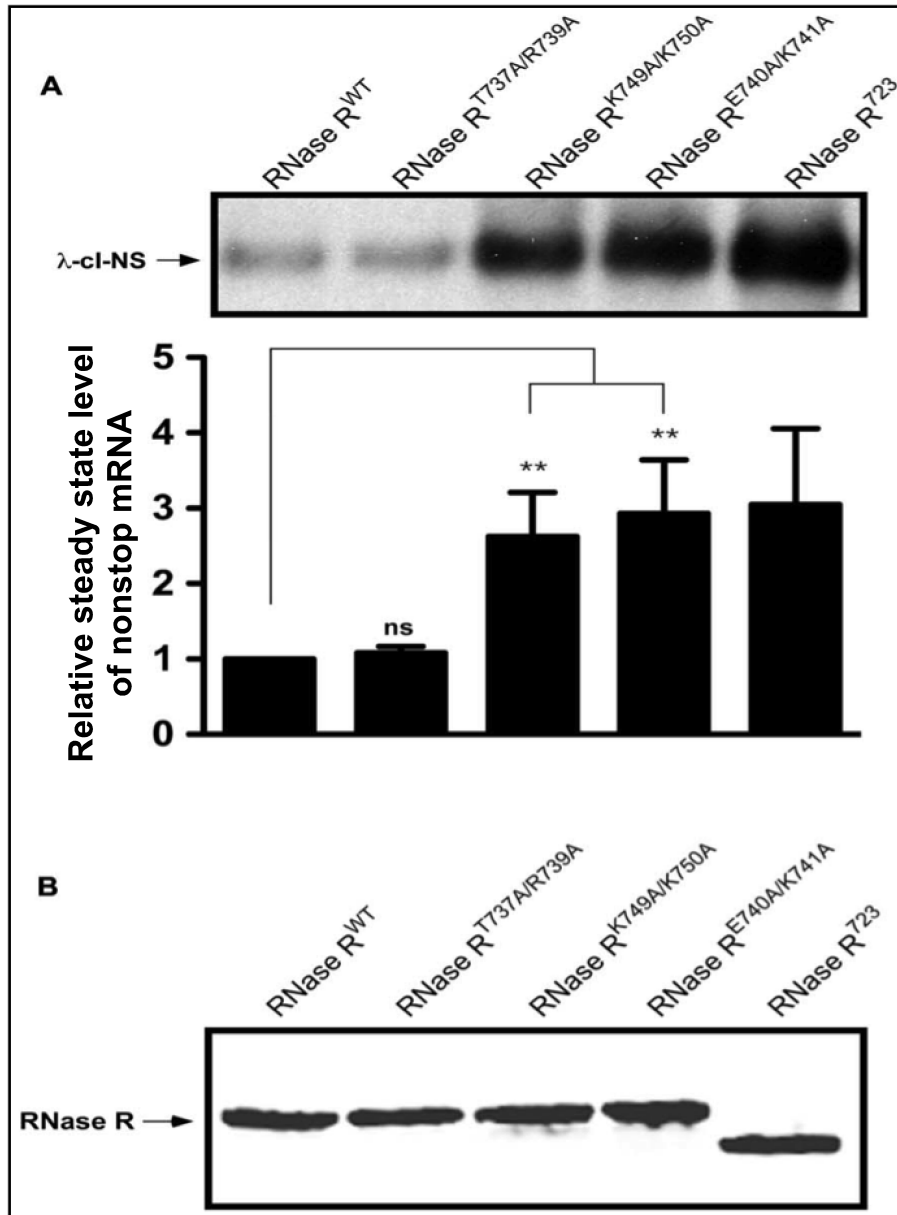 A
RNase R^WT
RNase R^T737A/R739A
RNase R^K749A/K750A
RNase R^E740A/K741A
RNase R^723
λ-cI-NS
Relative steady state level
of nonstop mRNA
5
4
3
2
1
0
ns
**
**
B
RNase R^WT
RNase R^T737A/R739A
RNase R^K749A/K750A
RNase R^E740A/K741A
RNase R^723
RNase R